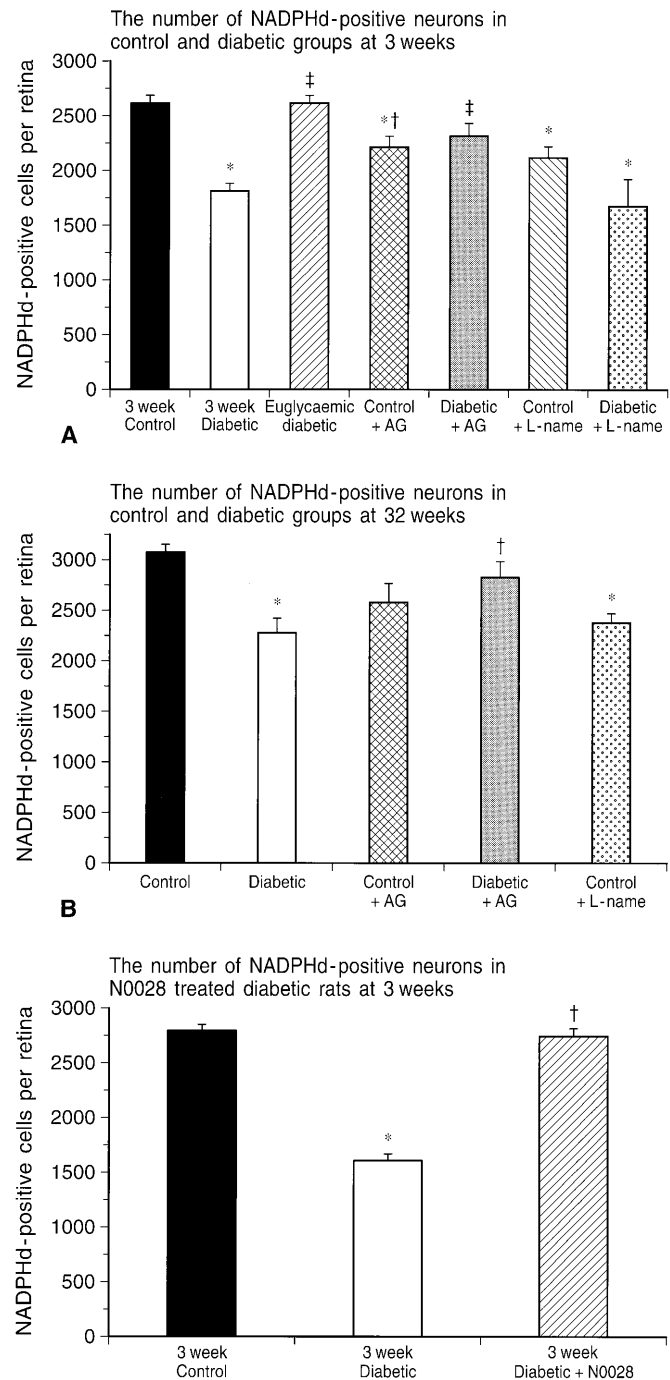 The number of NADPHd-positive neurons in
control and diabetic groups at 3 weeks
NADPHd-positive cells per retina
3000
2500
2000
1500
1000
500
0
*
‡
*†
‡
*
*
3 week Control
3 week Diabetic
Euglycaemic diabetic
Control + AG
Diabetic + AG
Control + L-name
Diabetic + L-name
A
The number of NADPHd-positive neurons in
control and diabetic groups at 32 weeks
NADPHd-positive cells per retina
3000
2500
2000
1500
1000
500
0
*
†
*
Control
Diabetic
Control + AG
Diabetic + AG
Control + L-name
B
The number of NADPHd-positive neurons in
N0028 treated diabetic rats at 3 weeks
NADPHd-positive cells per retina
3000
2500
2000
1500
1000
500
0
*
†
3 week Control
3 week Diabetic
3 week Diabetic + N0028